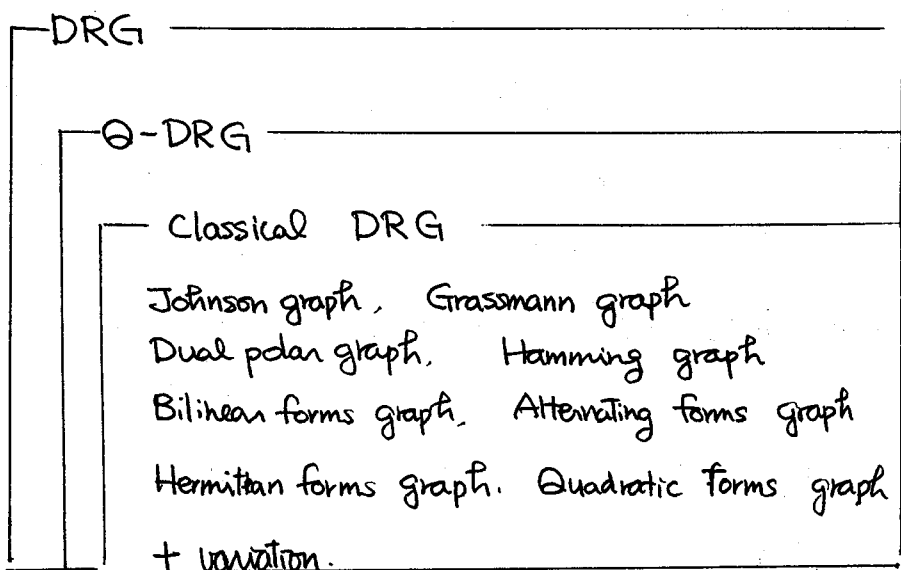 DRG
Q-DRG
Classical DRG
Johnson graph, Grassmann graph
Dual polar graph, Hamming graph
Bilinear forms graph, Alternating forms graph
Hermitian forms graph. Quadratic forms graph
+ variation.